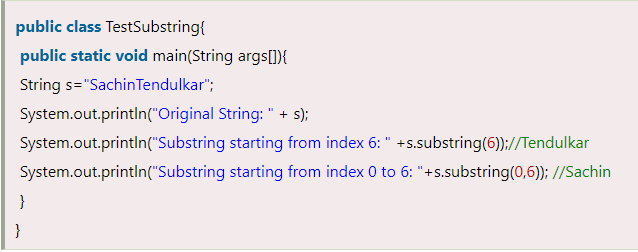 public class TestSubstring{
public static void main(String args[]){
String s="SachinTendulkar";
System.out.println("Original String: " + s);
System.out.println("Substring starting from index 6: " +s.substring(6));//Tendulkar
System.out.println("Substring starting from index 0 to 6: "+s.substring(0,6)); //Sachin
}
}